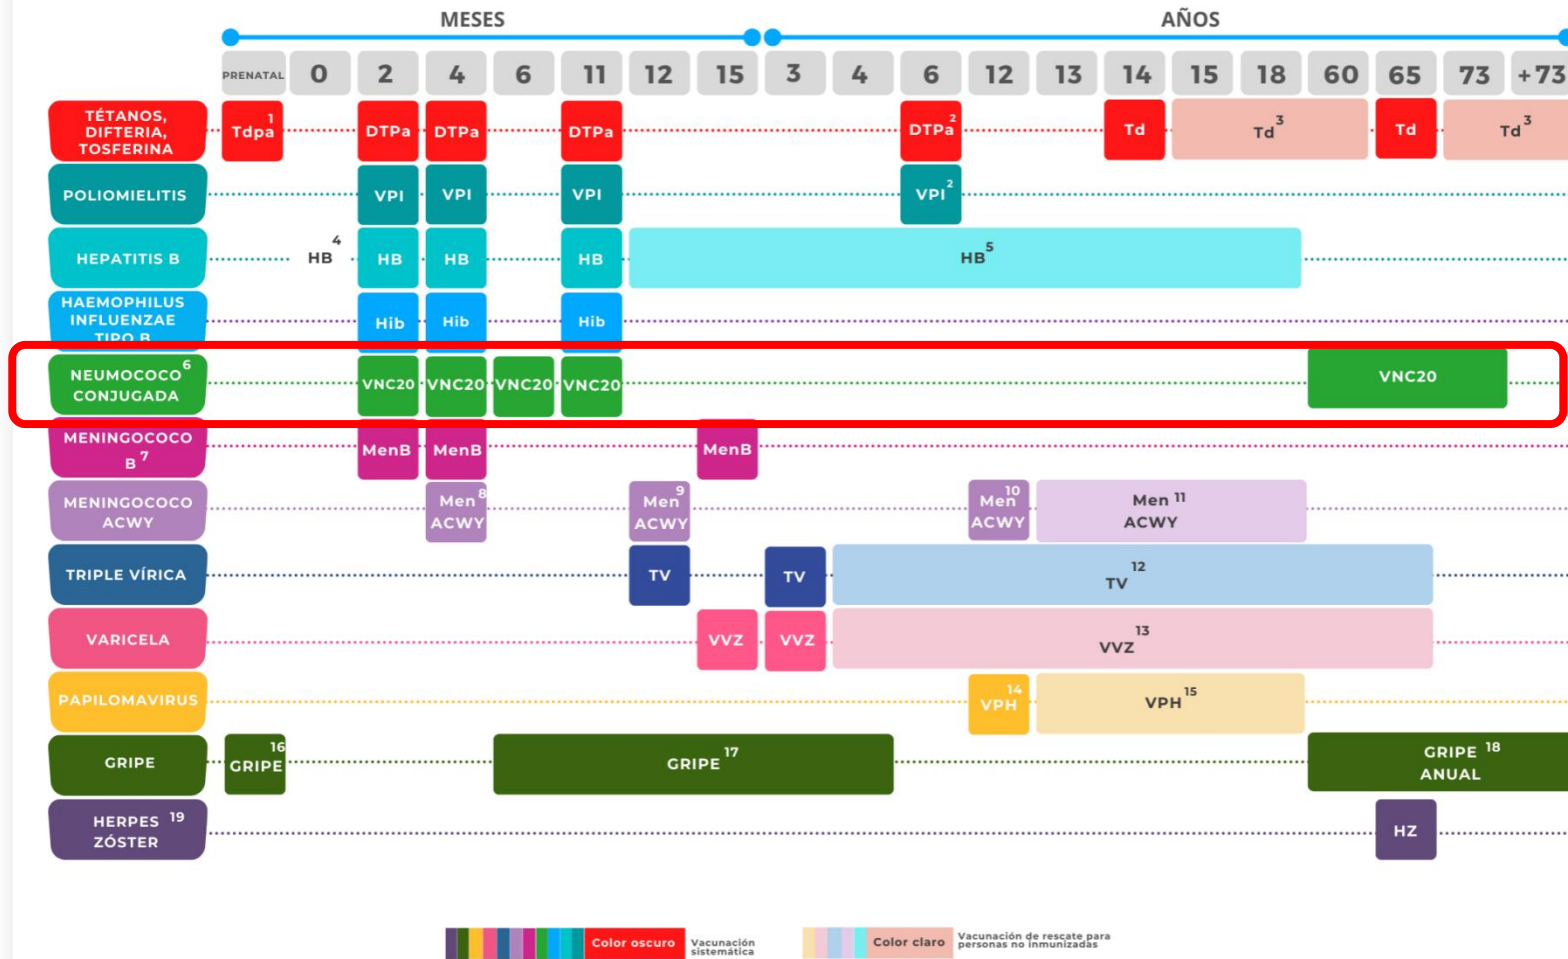 MESES AÑOS
PRENATAL 0 2 4 6 11 12 15 3 4 6 12 13 14 15 18 60 65 73 +73
TÉTANOS,
DIFTERIA,
TOSFERINA
Tdpa 1 DTPa DTPa DTPa DTPa 2 Td Td 3 Td Td 3
POLIOMIELITIS VPI VPI VPI VPI 2
HEPATITIS B HB 4 HB HB HB HB 5
HAEMOPHILUS
INFLUENZAE
TIPO B
Hib Hib Hib
NEUMOCOCO 6
CONJUGADA
VNC20 VNC20 VNC20 VNC20 VNC20
MENINGOCOCO
B 7
MenB MenB MenB
MENINGOCOCO
ACWY
Men 8
ACWY
Men 9
ACWY
Men 10
ACWY
Men 11
ACWY
TRIPLE VÍRICA TV TV TV 12
VARICELA VVZ VVZ VVZ 13
PAPILOMAVIRUS VPH 14 VPH 15
GRIPE GRIPE 16 GRIPE 17
GRIPE 18
ANUAL
HERPES 19
ZÓSTER
HZ
Color oscuro
Vacunación
sistemática
Color claro
Vacunación de rescate para
personas no inmunizadas